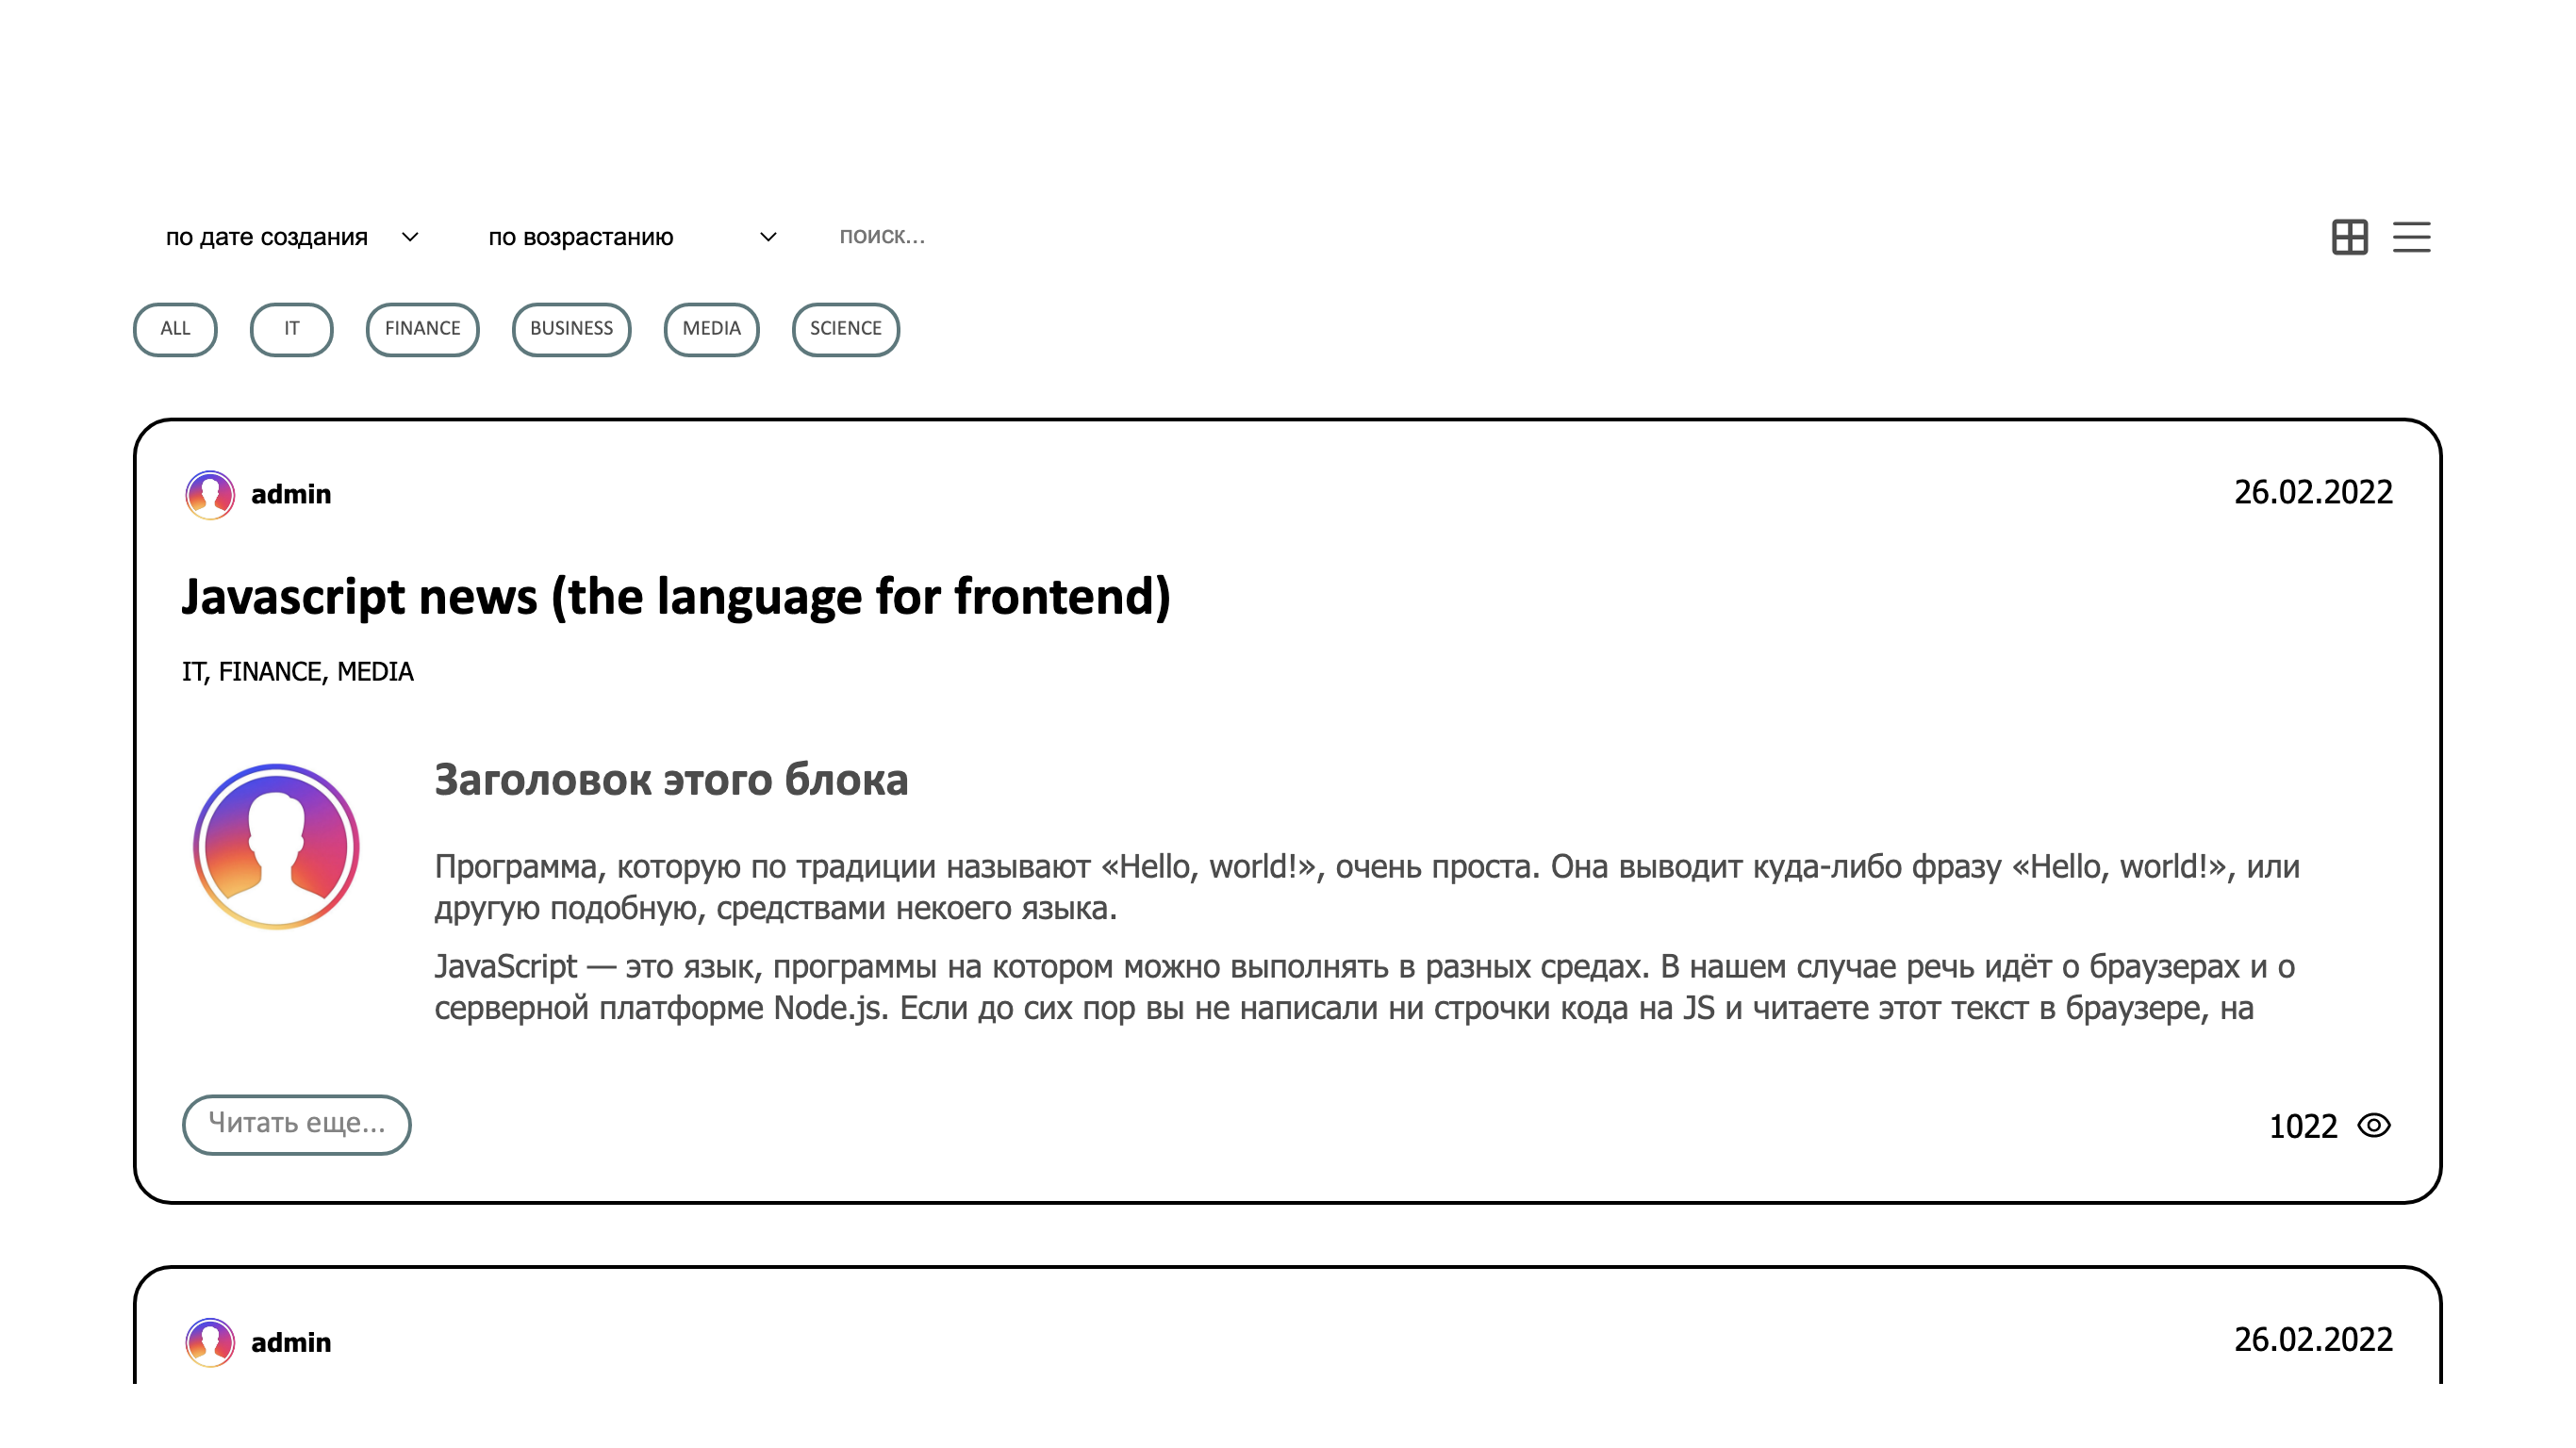 по дате создания по возрастанию поиск...
ALL IT FINANCE BUSINESS MEDIA SCIENCE
admin 26.02.2022
Javascript news (the language for frontend)
IT, FINANCE, MEDIA
Заголовок этого блока
Программа, которую по традиции называют «Hello, world!», очень проста. Она выводит куда-либо фразу «Hello, world!», или
другую подобную, средствами некоего языка.
JavaScript — это язык, программы на котором можно выполнять в разных средах. В нашем случае речь идёт о браузерах и о
серверной платформе Node.js. Если до сих пор вы не написали ни строчки кода на JS и читаете этот текст в браузере, на
Читать еще...
1022
admin 26.02.2022